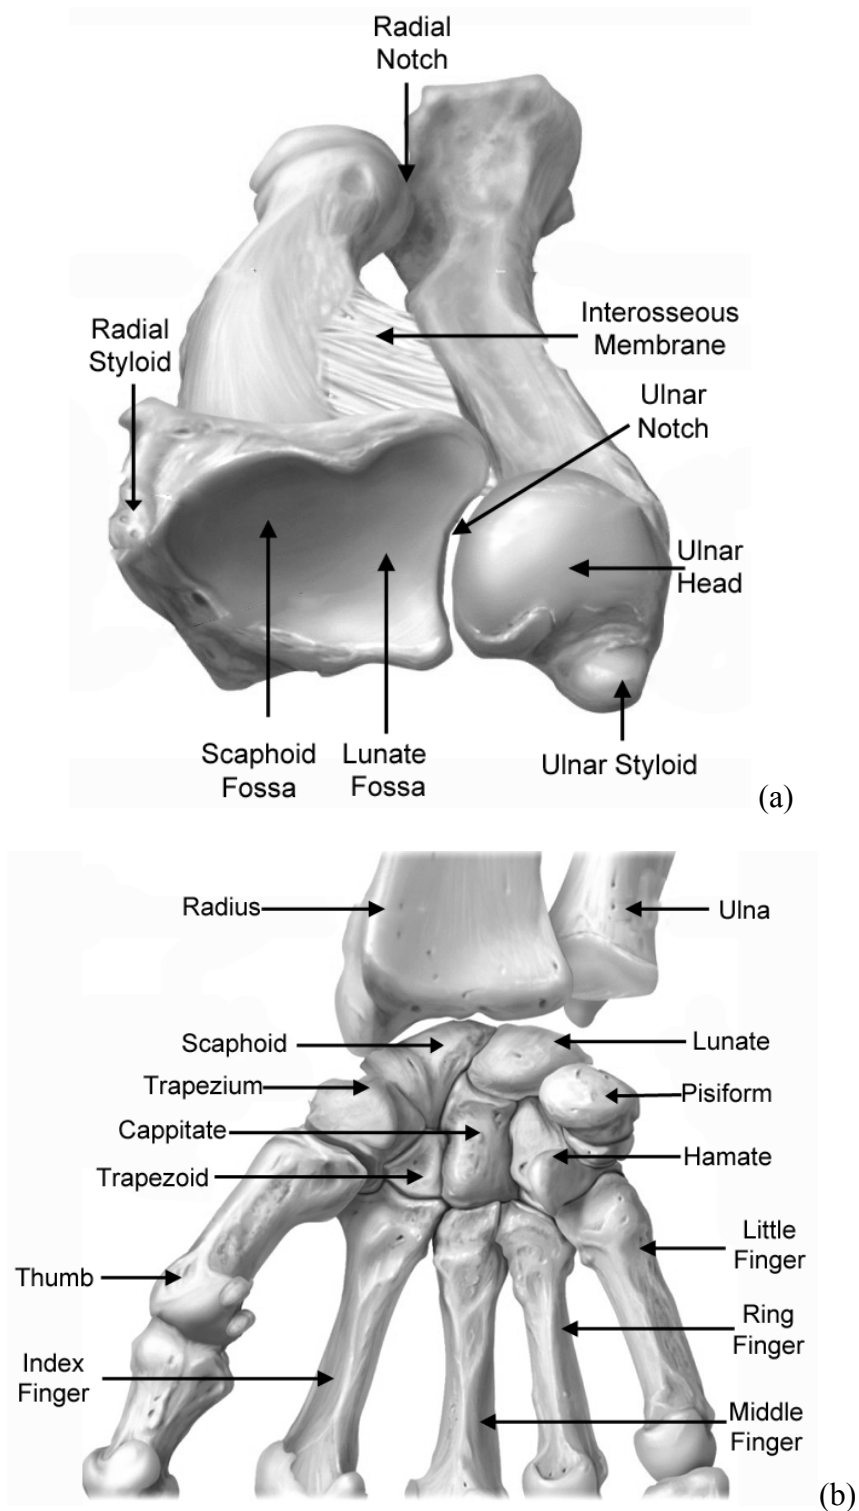 Radial
Notch
Interosseous
Membrane
Radial
Styloid
Ulnar
Notch
Ulnar
Head
Scaphoid
Fossa
Lunate
Fossa
Ulnar Styloid
(a)
Radius
Ulna
Scaphoid
Lunate
Trapezium
Pisiform
Cappitate
Hamate
Trapezoid
Little
Finger
Thumb
Ring
Finger
Index
Finger
Middle
Finger
(b)